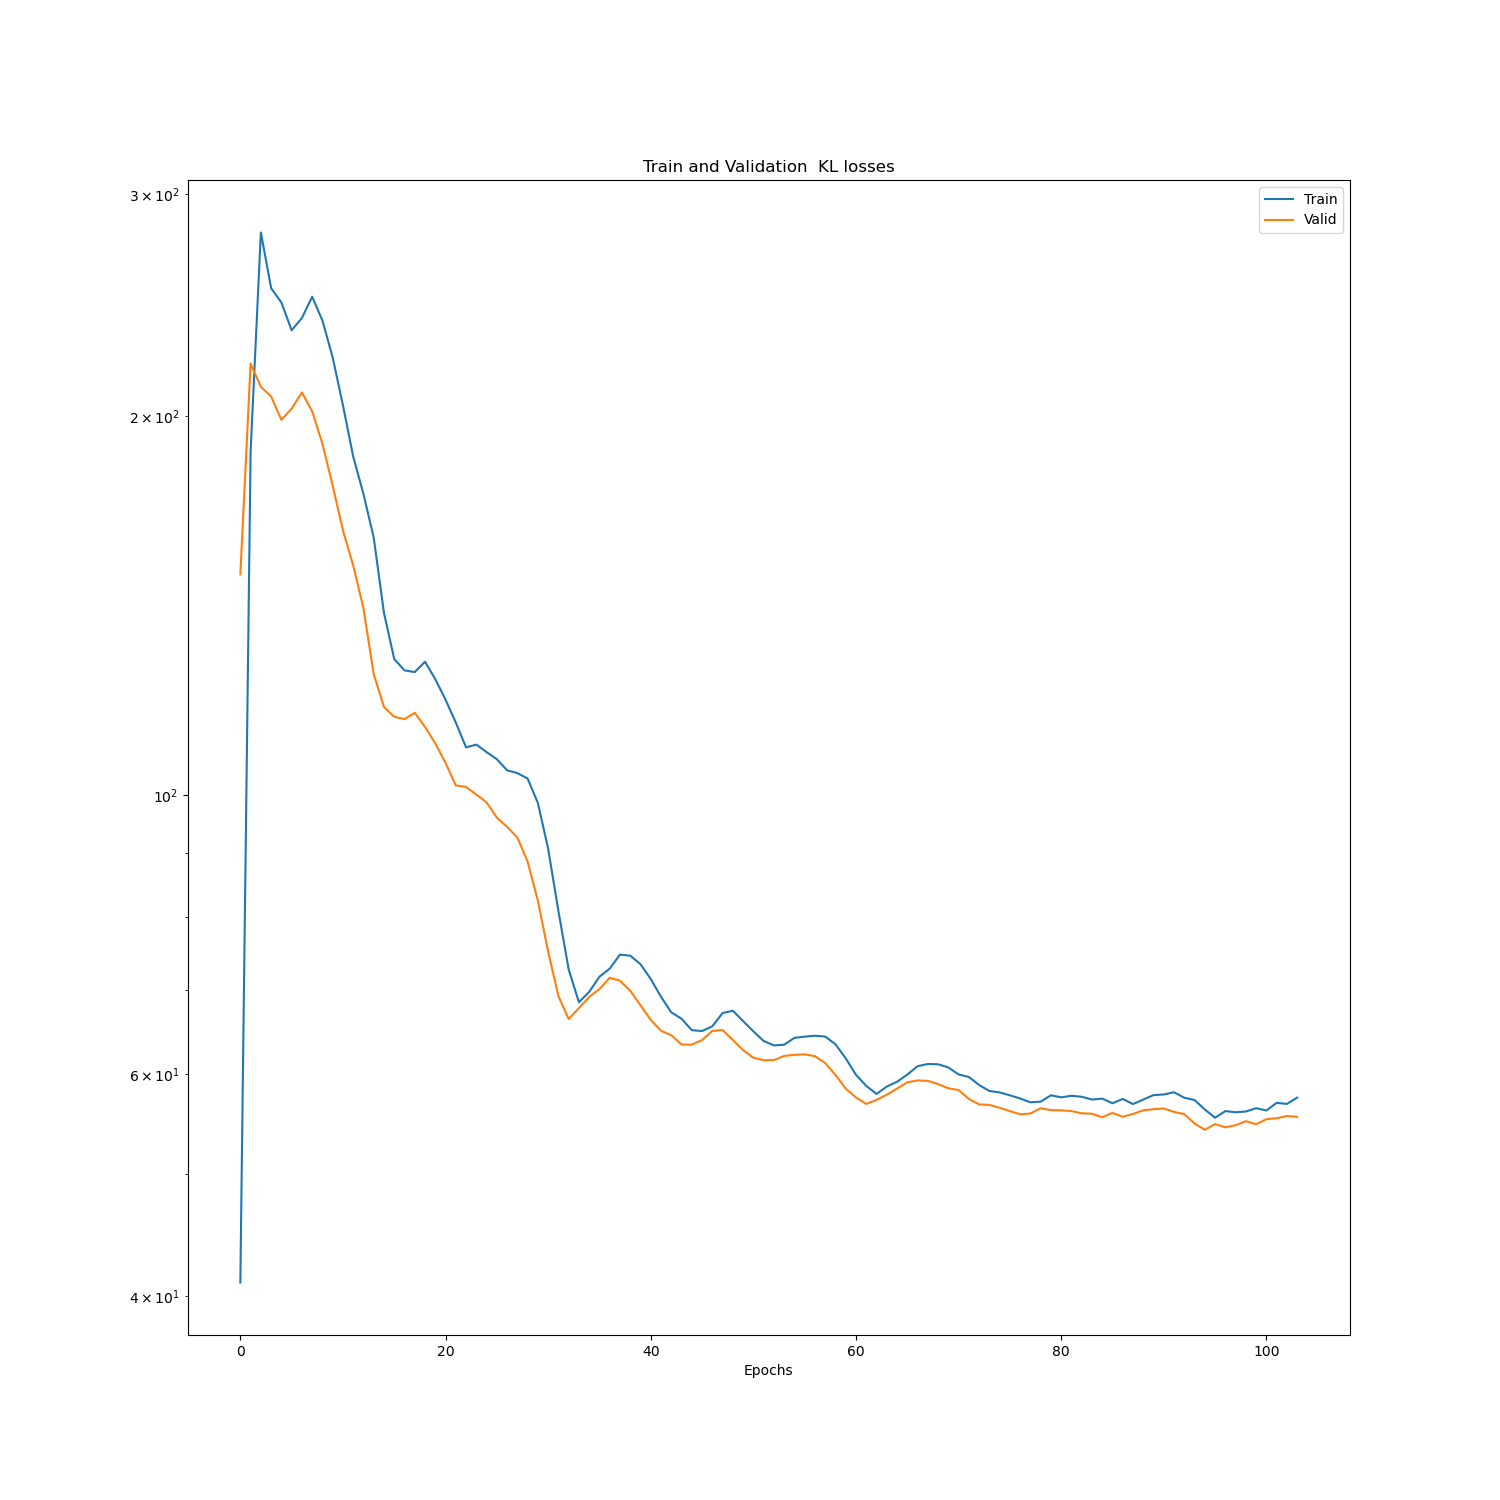 Train and Validation  KL losses
3 × 10²
Train
Valid
2 × 10²
10²
6 × 10¹
4 × 10¹
0 20 40 60 80 100
Epochs